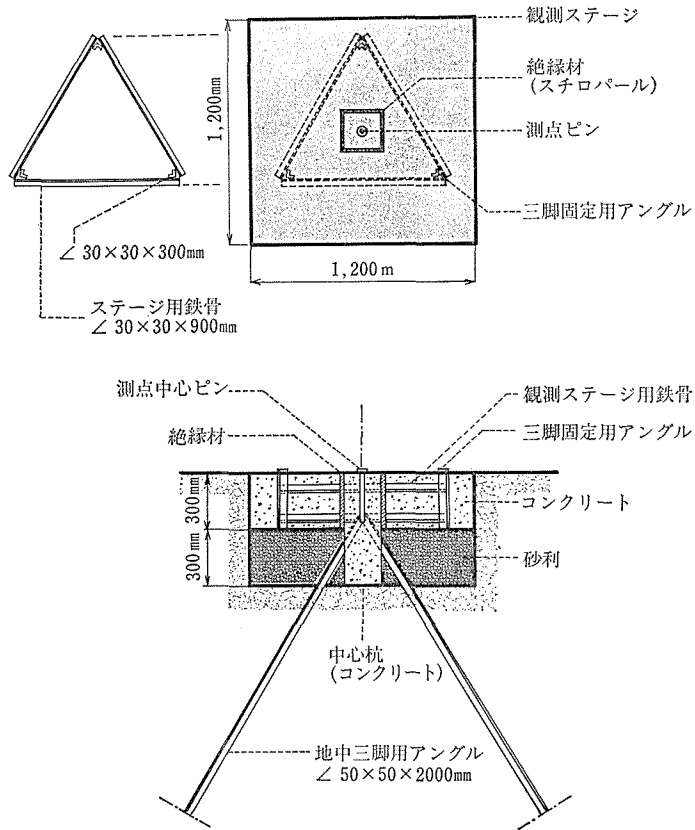 観測ステージ
絶縁材
(スチロパール)
測点ピン
三脚固定用アングル
1,200mm
1,200m
∠ 30×30×300mm
ステージ用鉄骨
∠ 30×30×900mm
測点中心ピン
絶縁材
観測ステージ用鉄骨
三脚固定用アングル
コンクリート
砂利
300mm
300mm
中心杭
(コンクリート)
地中三脚用アングル
∠ 50×50×2000mm